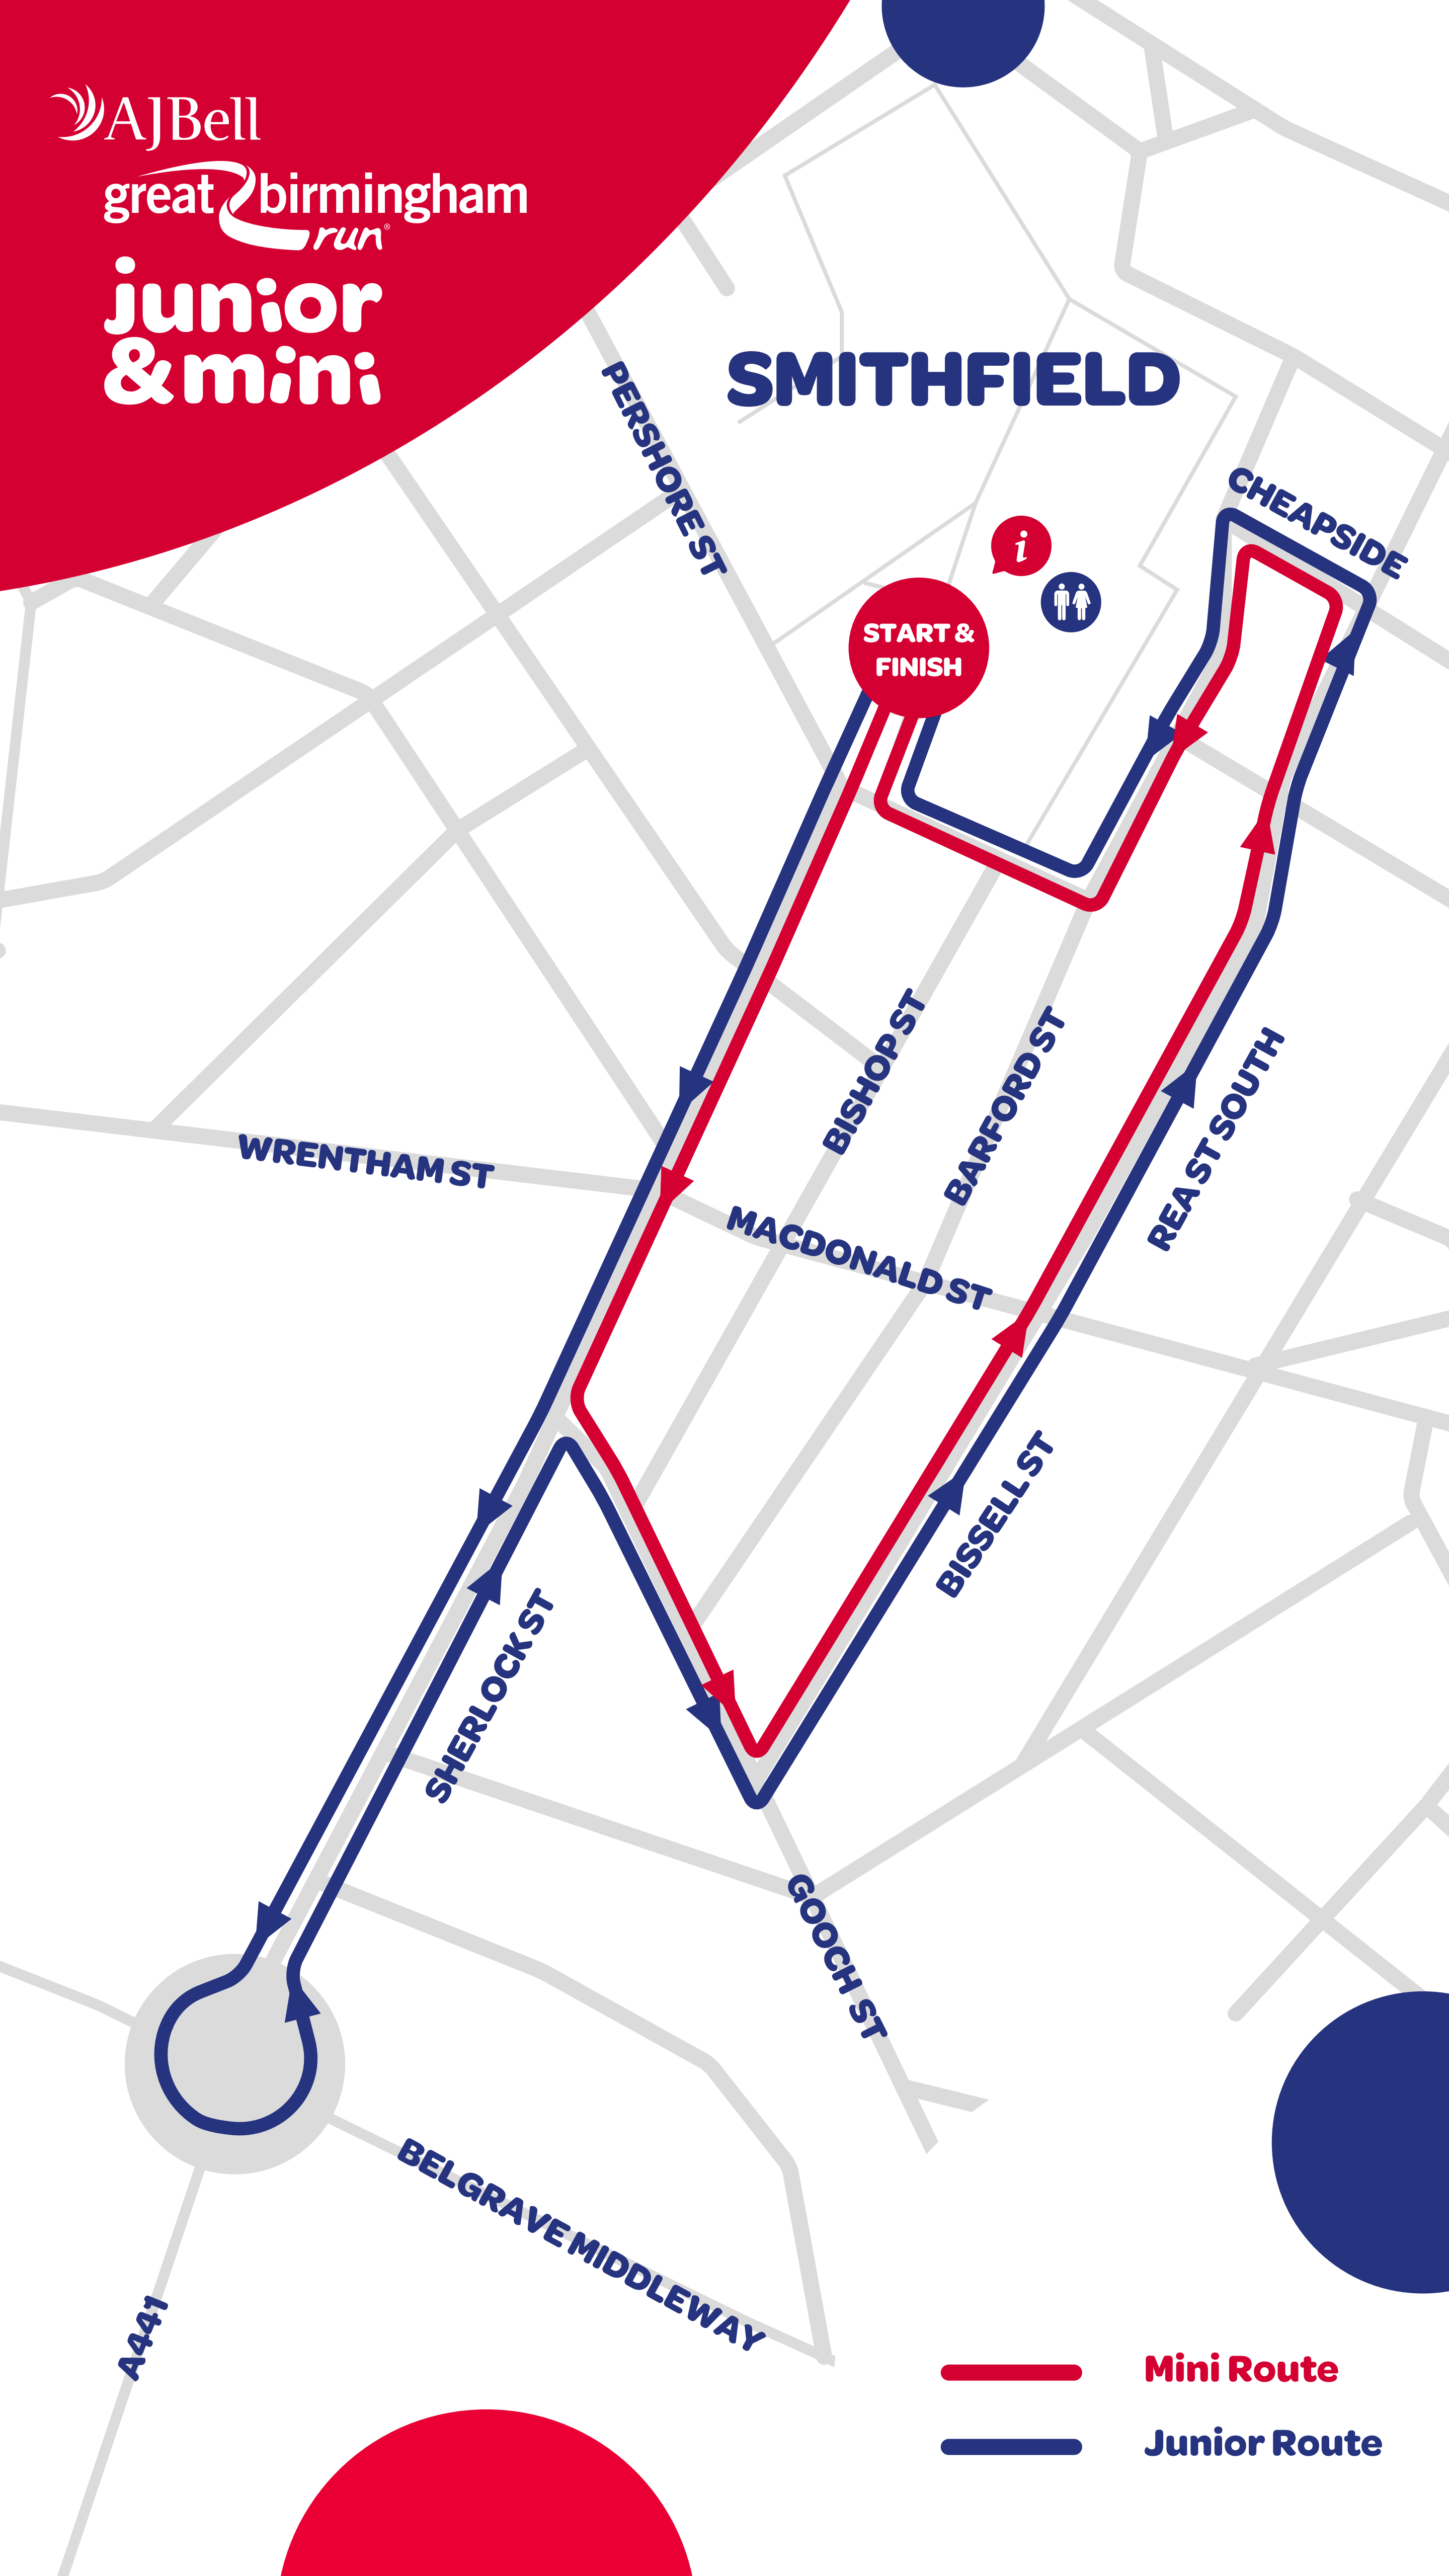 AJBell
great birmingham
run®
junior
&mini
SMITHFIELD
PERSHORE ST
CHEAPSIDE
i
START &
FINISH
BISHOP ST
BARFORD ST
REA ST SOUTH
WRENTHAM ST
MACDONALD ST
BISSELL ST
SHERLOCK ST
GOOCH ST
BELGRAVE MIDDLEWAY
A441
Mini Route
Junior Route